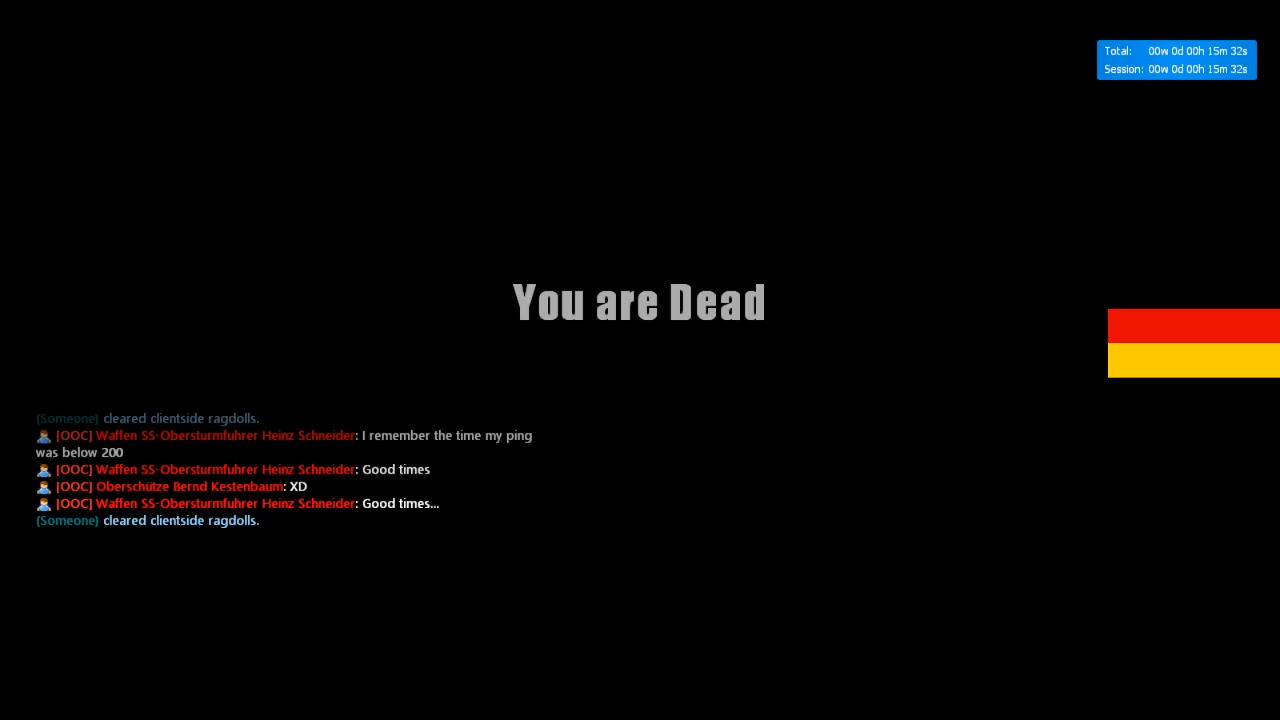 Total: 00w 0d 00h 15m 32s
Session: 00w 0d 00h 15m 32s
You are Dead
(Someone) cleared clientside ragdolls.
[OOC] Waffen SS-Obersturmfuhrer Heinz Schneider: I remember the time my ping
was below 200
[OOC] Waffen SS-Obersturmfuhrer Heinz Schneider: Good times
[OOC] Oberschütze Bernd Kestenbaum: XD
[OOC] Waffen SS-Obersturmfuhrer Heinz Schneider: Good times...
(Someone) cleared clientside ragdolls.